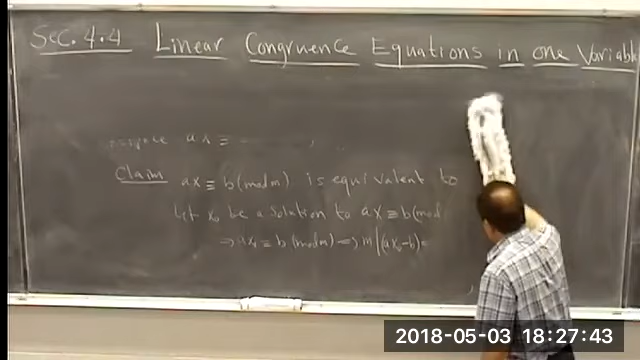 Sec. 4.4 Linear Congruence Equations in one Variable
ax ≡
Claim ax ≡ b (mod m) is equivalent to
Let x₀ be a solution to ax ≡ b (mod
⇒ ax₀ ≡ b (mod m) ⇒ m | (ax₀ - b)
2018-05-03 18:27:43